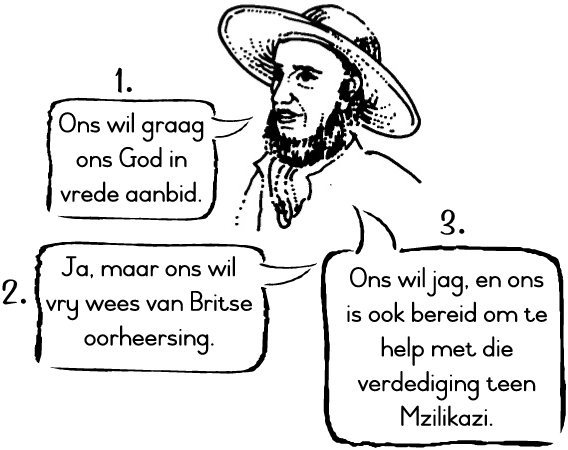 1.
Ons wil graag
ons God in
vrede aanbid.
2.
Ja, maar ons wil
vry wees van Britse
oorheersing.
3.
Ons wil jag, en ons
is ook bereid om te
help met die
verdediging teen
Mzilikazi.